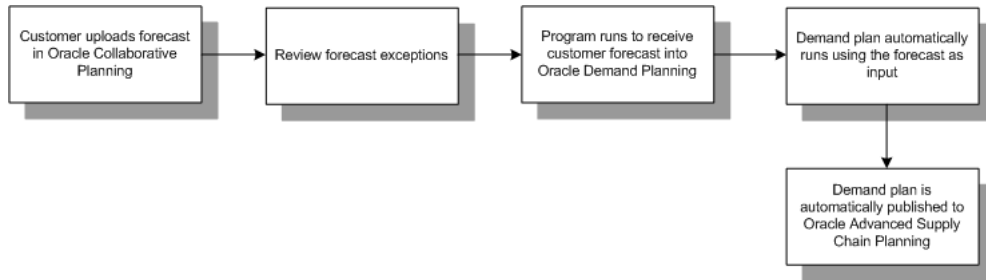 Customer uploads forecast
in Oracle Collaborative
Planning
Review forecast exceptions
Program runs to receive
customer forecast into
Oracle Demand Planning
Demand plan automatically
runs using the forecast as
input
Demand plan is
automatically published to
Oracle Advanced Supply
Chain Planning